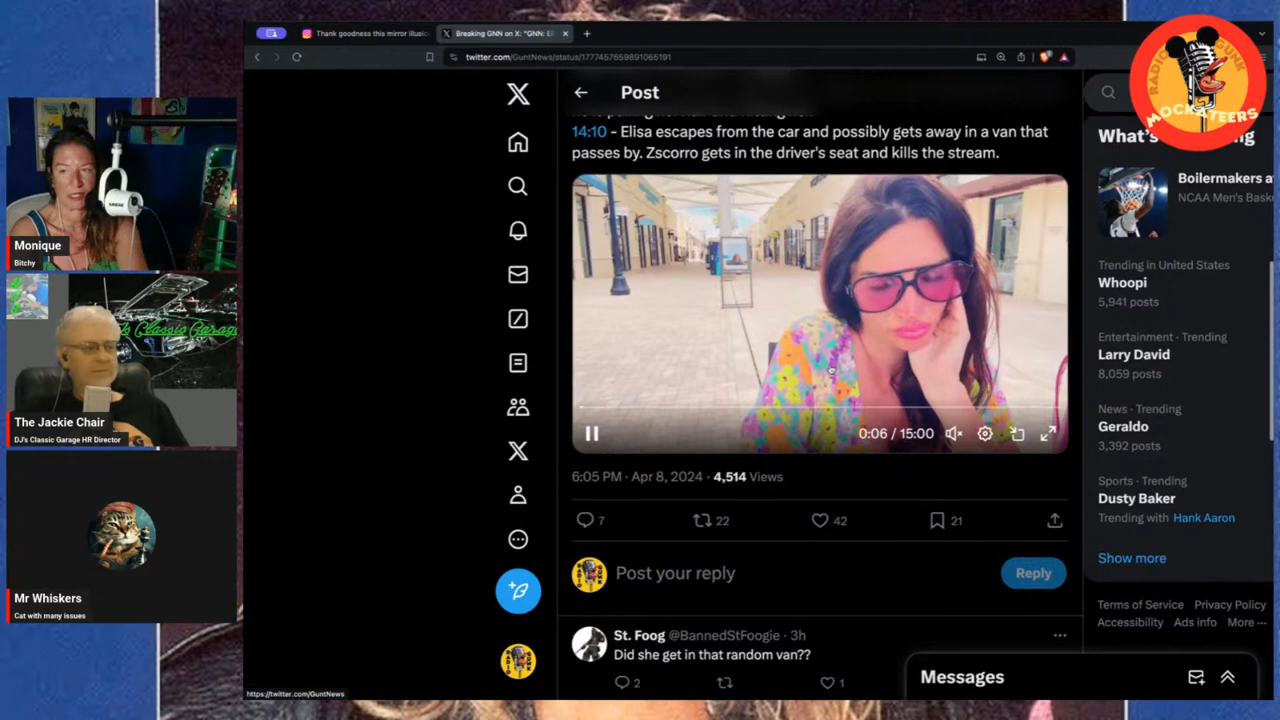 Thank goodness this mirror illusi
Breaking GNN on X: "GNN: El
twitter.com/GuntNews/status/1777457659891065191
RADIO GUNK
MOCKATEERS
Post
14:10 - Elisa escapes from the car and possibly gets away in a van that
passes by. Zscorro gets in the driver's seat and kills the stream.
0:06 / 15:00
6:05 PM · Apr 8, 2024 · 4,514 Views
7
22
42
21
Post your reply
Reply
St. Foog @BannedStFoogie · 3h
Did she get in that random van??
2
1
https://twitter.com/GuntNews
What's
ng
Boilermakers a
NCAA Men's Bask
Trending in United States
Whoopi
5,941 posts
Entertainment · Trending
Larry David
8,059 posts
News · Trending
Geraldo
3,392 posts
Sports · Trending
Dusty Baker
Trending with Hank Aaron
Show more
Terms of Service Privacy Policy
Accessibility Ads info More ...
Messages
Monique
Bitchy
SHURE
s Classic Garage
The Jackie Chair
DJ's Classic Garage HR Director
Mr Whiskers
Cat with many issues